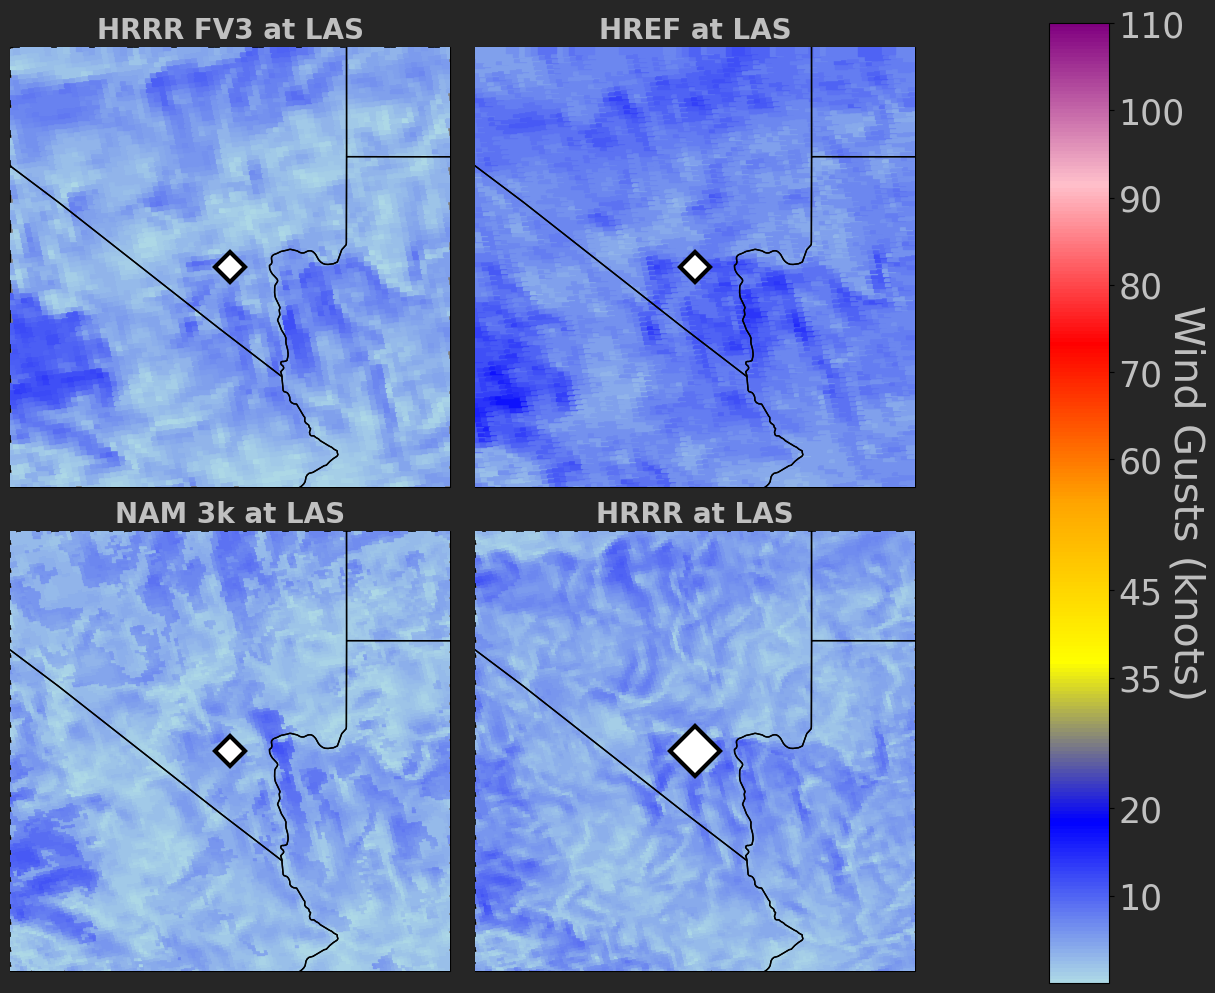 HRRR FV3 at LAS
HREF at LAS
NAM 3k at LAS
HRRR at LAS
110
100
90
80
70
60
45
35
20
10
Wind Gusts (knots)